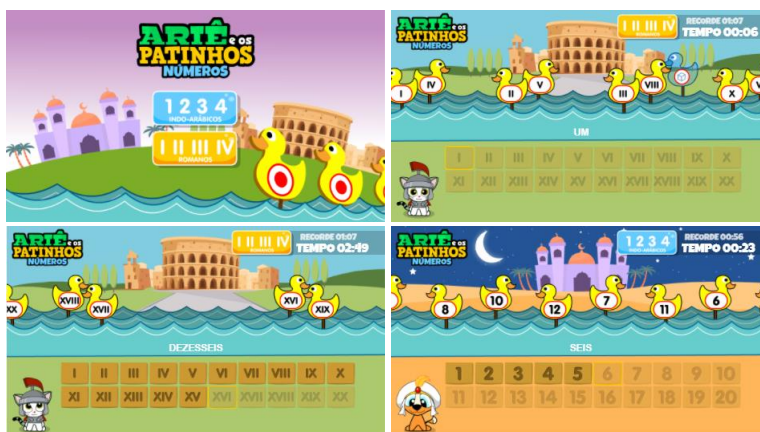 ARIÊ e os
PATINHOS
NÚMEROS
1 2 3 4
INDO-ARÁBICOS
I II III IV
ROMANOS
ARIÊ e os
PATINHOS
NÚMEROS
I II III IV
ROMANOS
RECORDE 01:07
TEMPO 00:06
I IV II V III VIII X V
UM
I II III IV V VI VII VIII IX X
XI XII XIII XIV XV XVI XVII XVIII XIX XX
ARIÊ e os
PATINHOS
NÚMEROS
I II III IV
ROMANOS
RECORDE 01:07
TEMPO 02:49
XX XVIII XVII XVI XIX
DEZESSEIS
I II III IV V VI VII VIII IX X
XI XII XIII XIV XV XVI XVII XVIII XIX XX
ARIÊ e os
PATINHOS
NÚMEROS
1 2 3 4
INDO-ARÁBICOS
RECORDE 00:56
TEMPO 00:23
8 10 12 7 11 6
SEIS
1 2 3 4 5 6 7 8 9 10
11 12 13 14 15 16 17 18 19 20